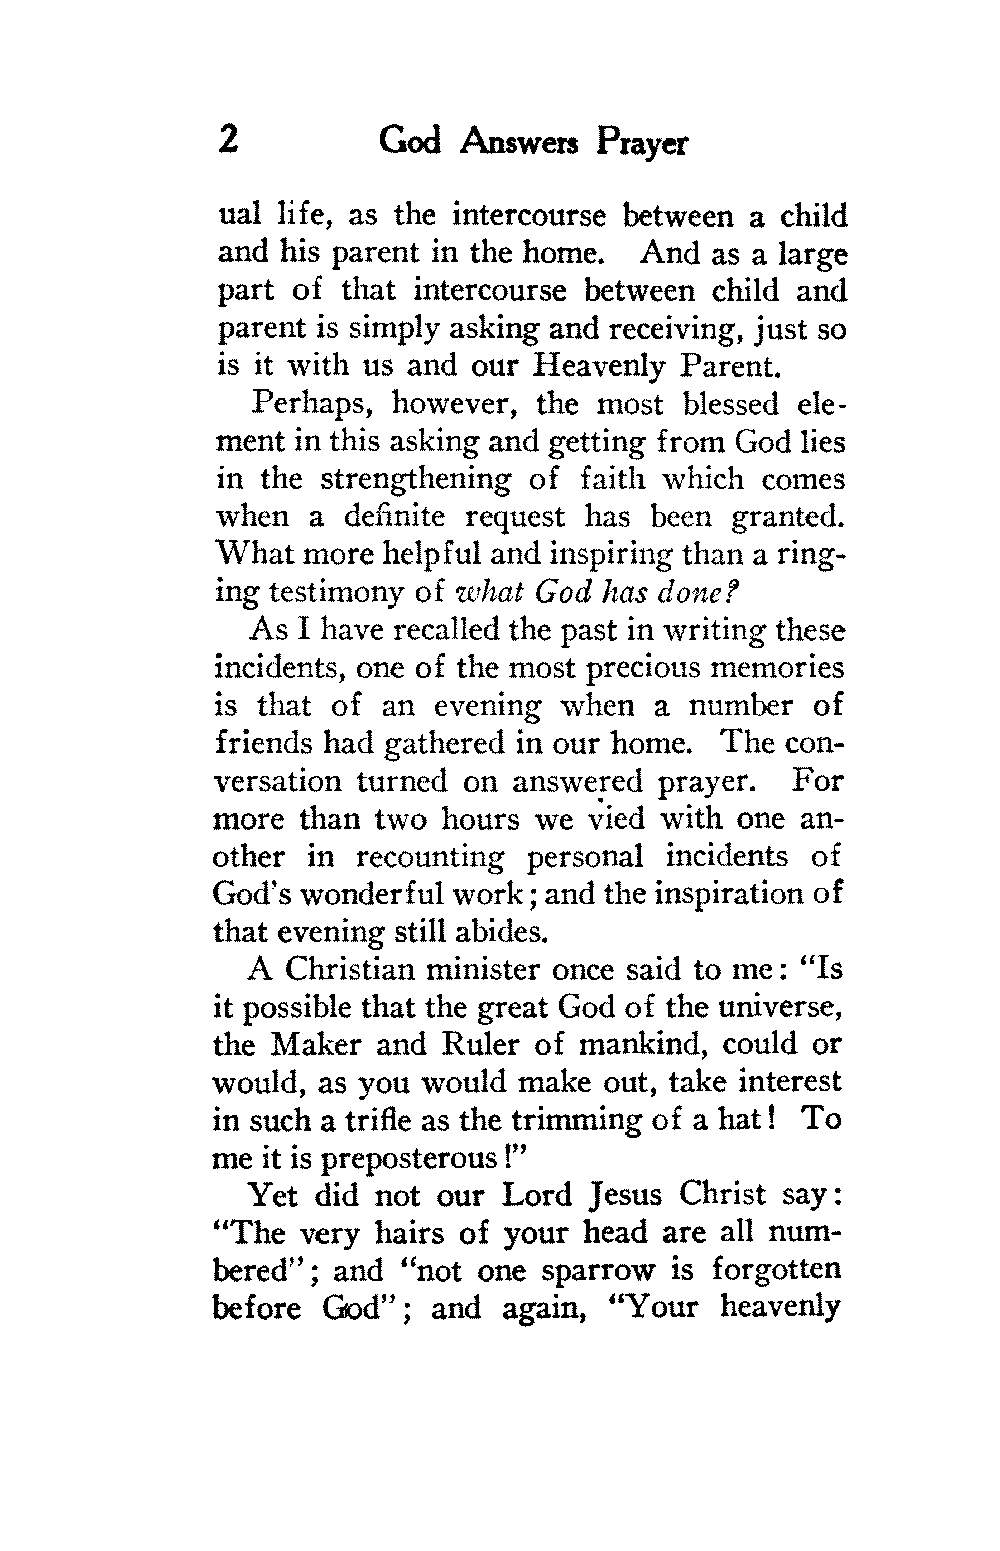 2 God Answers Prayer
ual life, as the intercourse between a child
and his parent in the home. And as a large
part of that intercourse between child and
parent is simply asking and receiving, just so
is it with us and our Heavenly Parent.
Perhaps, however, the most blessed ele-
ment in this asking and getting from God lies
in the strengthening of faith which comes
when a definite request has been granted.
What more helpful and inspiring than a ring-
ing testimony of what God has done?
As I have recalled the past in writing these
incidents, one of the most precious memories
is that of an evening when a number of
friends had gathered in our home. The con-
versation turned on answered prayer. For
more than two hours we vied with one an-
other in recounting personal incidents of
God's wonderful work; and the inspiration of
that evening still abides.
A Christian minister once said to me: “Is
it possible that the great God of the universe,
the Maker and Ruler of mankind, could or
would, as you would make out, take interest
in such a trifle as the trimming of a hat! To
me it is preposterous!”
Yet did not our Lord Jesus Christ say:
“The very hairs of your head are all num-
bered”; and “not one sparrow is forgotten
before God”; and again, “Your heavenly